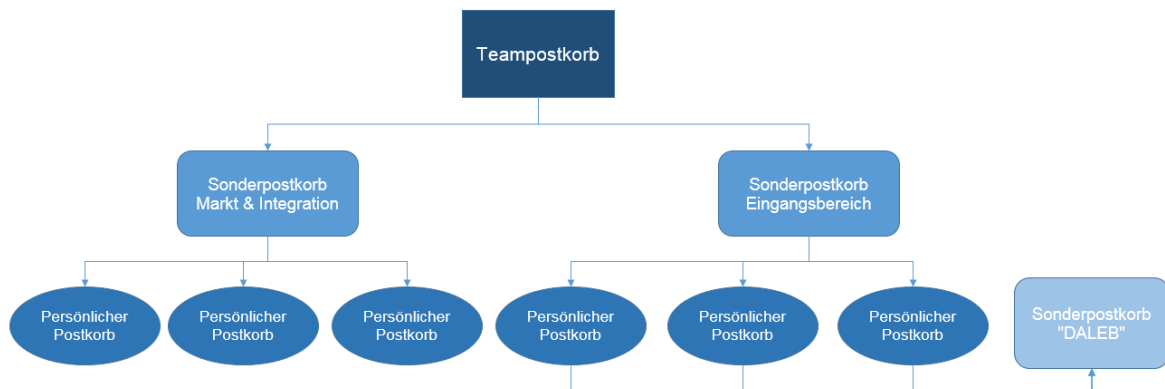 Teampostkorb
Sonderpostkorb
Markt & Integration
Sonderpostkorb
Eingangsbereich
Persönlicher
Postkorb
Persönlicher
Postkorb
Persönlicher
Postkorb
Persönlicher
Postkorb
Persönlicher
Postkorb
Persönlicher
Postkorb
Sonderpostkorb
"DALEB"